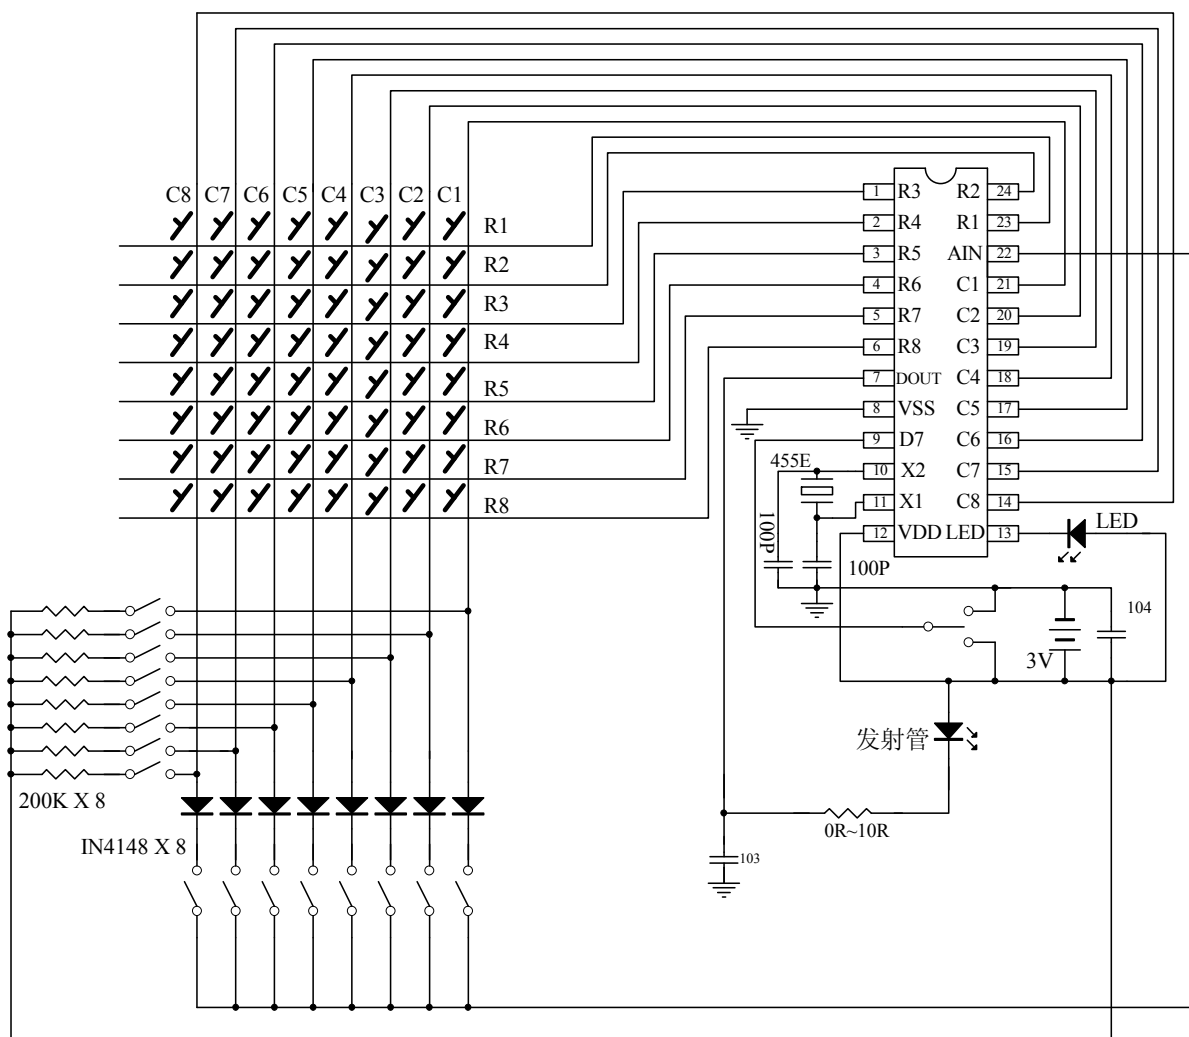 C8 C7 C6 C5 C4 C3 C2 C1
R1
R2
R3
R4
R5
R6
R7
R8
1 R3 R2 24
2 R4 R1 23
3 R5 AIN 22
4 R6 C1 21
5 R7 C2 20
6 R8 C3 19
7 DOUT C4 18
8 VSS C5 17
9 D7 C6 16
10 X2 C7 15
11 X1 C8 14
12 VDD LED 13
LED
455E
100P
100P
104
3V
发射管
0R~10R
103
200K X 8
IN4148 X 8